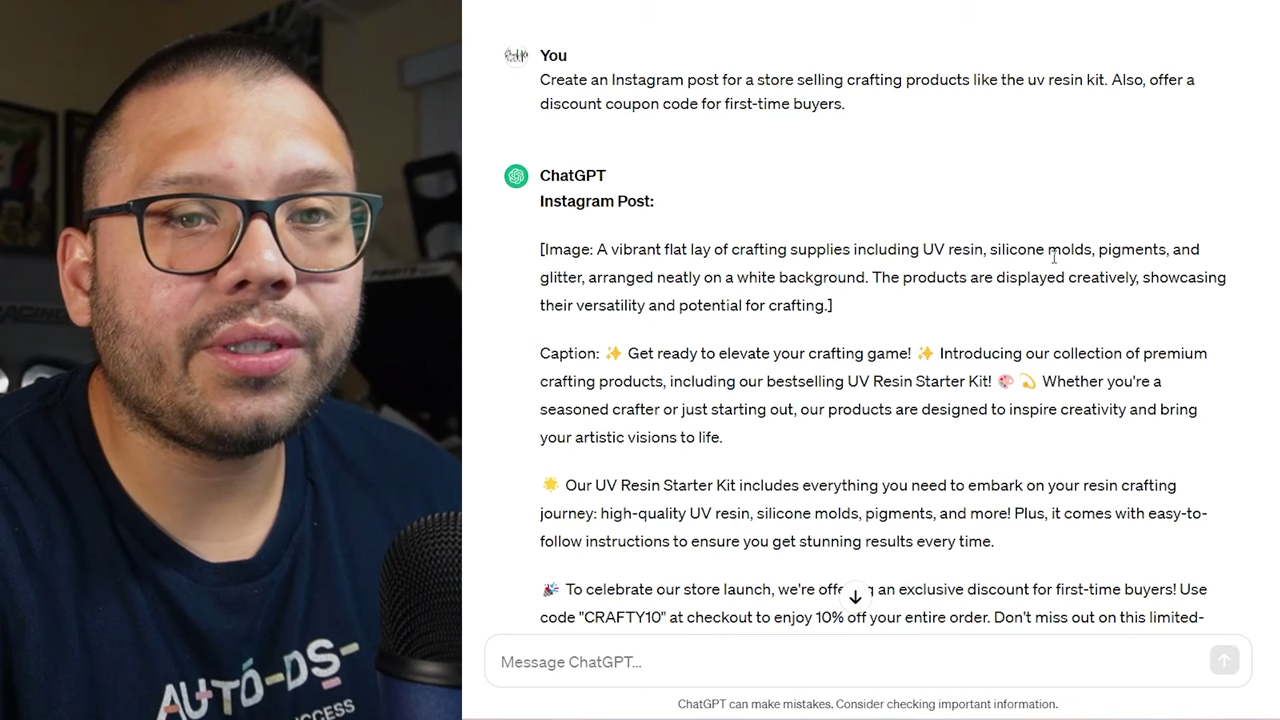 You
Create an Instagram post for a store selling crafting products like the uv resin kit. Also, offer a
discount coupon code for first-time buyers.
ChatGPT
Instagram Post:
[Image: A vibrant flat lay of crafting supplies including UV resin, silicone molds, pigments, and
glitter, arranged neatly on a white background. The products are displayed creatively, showcasing
their versatility and potential for crafting.]
Caption: ✨ Get ready to elevate your crafting game! ✨ Introducing our collection of premium
crafting products, including our bestselling UV Resin Starter Kit! 🎨 💫 Whether you're a
seasoned crafter or just starting out, our products are designed to inspire creativity and bring
your artistic visions to life.
🌟 Our UV Resin Starter Kit includes everything you need to embark on your resin crafting
journey: high-quality UV resin, silicone molds, pigments, and more! Plus, it comes with easy-to-
follow instructions to ensure you get stunning results every time.
🎉 To celebrate our store launch, we're an exclusive discount for first-time buyers! Use
code "CRAFTY10" at checkout to enjoy 10% off your entire order. Don't miss out on this limited-
Message ChatGPT...
ChatGPT can make mistakes. Consider checking important information.
AUTO-DS-